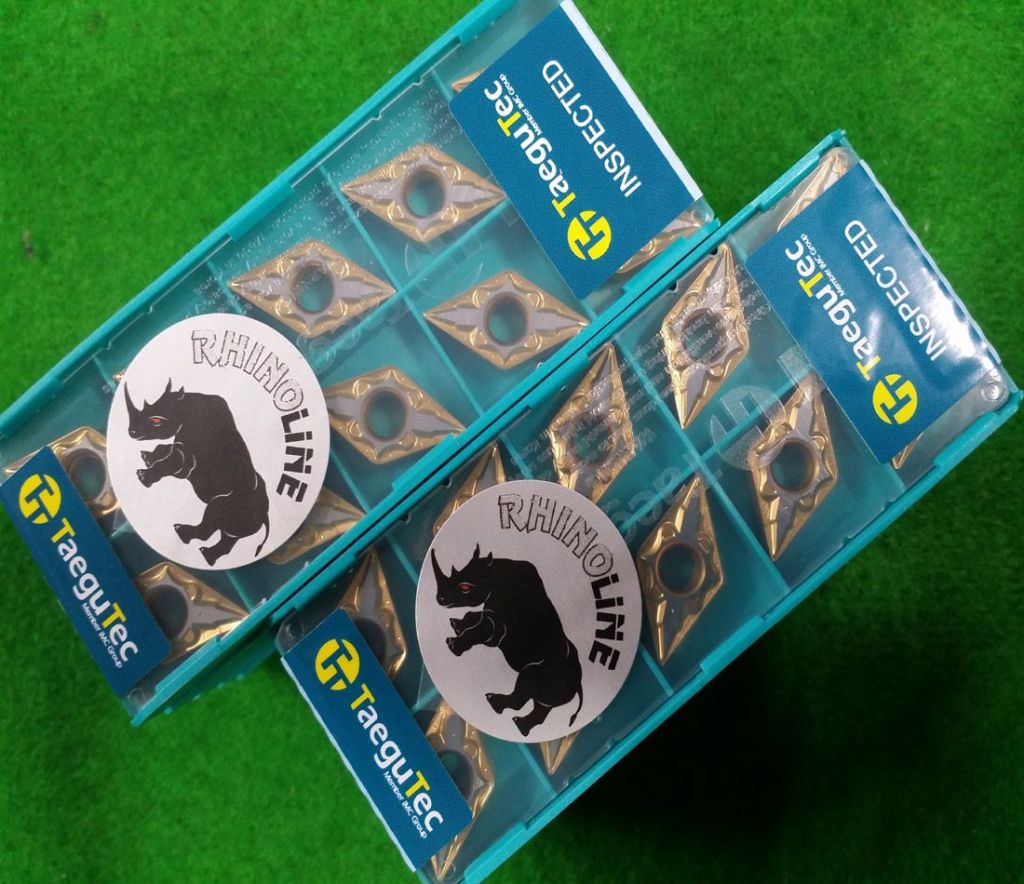 TaeguTec
Member IMC Group
INSPECTED
TaeguTec
Member IMC Group
INSPECTED
RHINOLINE
TaeguTec
Member IMC Group
RHINOLINE
TaeguTec
Member IMC Group